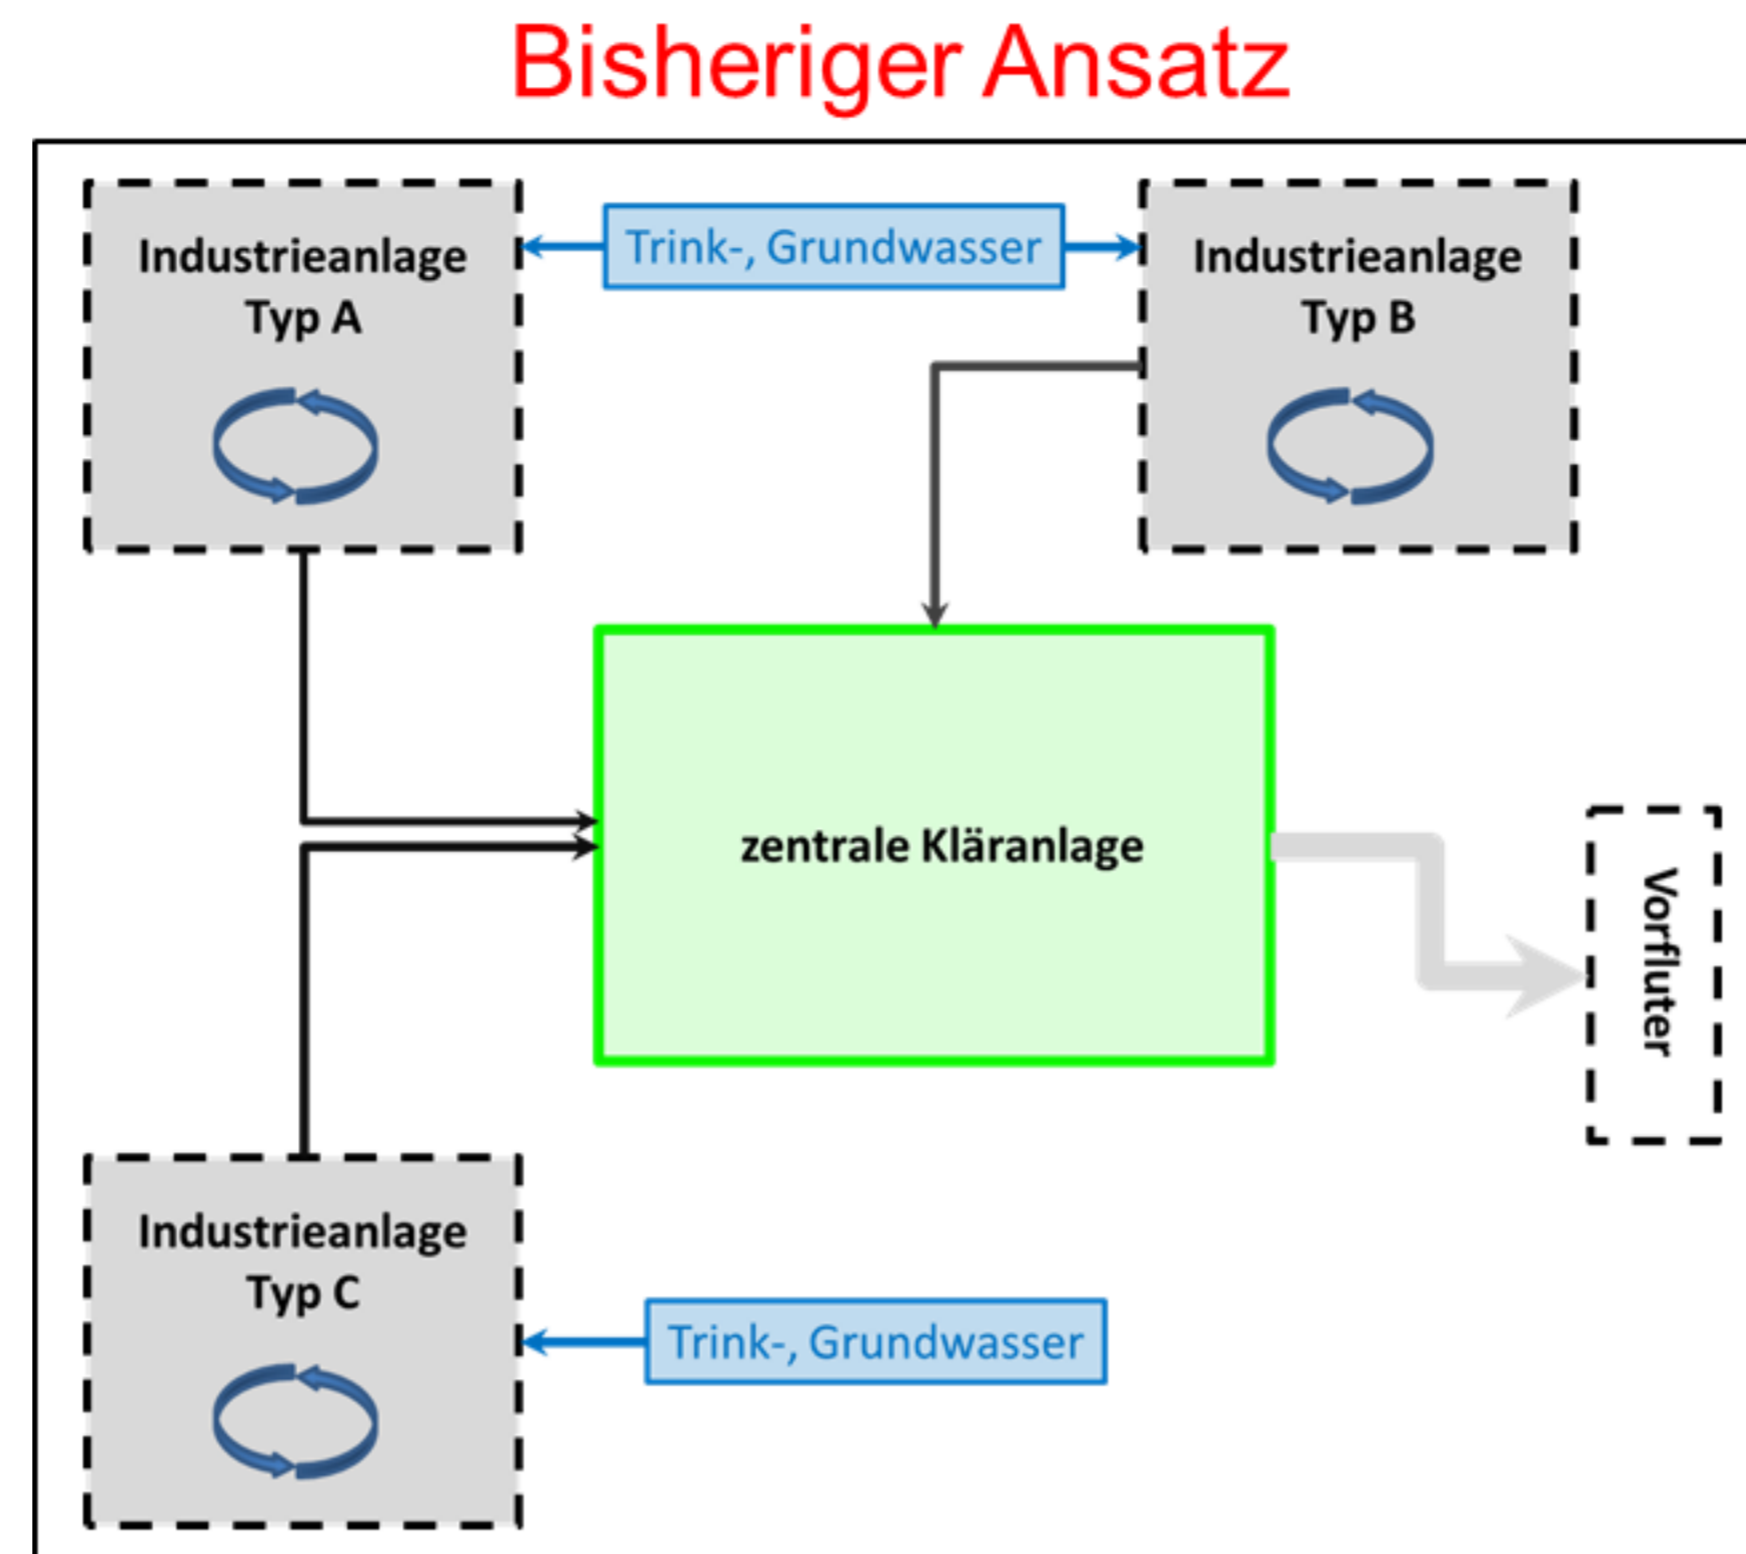 Bisheriger Ansatz
Industrieanlage
Typ A
Trink-, Grundwasser
Industrieanlage
Typ B
zentrale Kläranlage
Vorfluter
Industrieanlage
Typ C
Trink-, Grundwasser